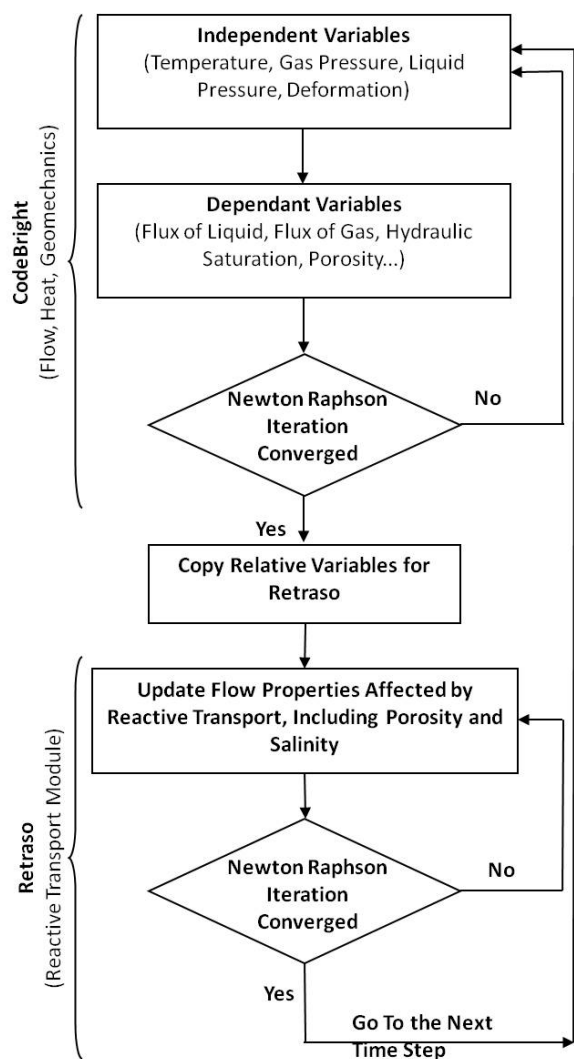 Independent Variables
(Temperature, Gas Pressure, Liquid
Pressure, Deformation)
Dependant Variables
(Flux of Liquid, Flux of Gas, Hydraulic
Saturation, Porosity...)
CodeBright
(Flow, Heat, Geomechanics)
Newton Raphson
Iteration
Converged
No
Yes
Copy Relative Variables for
Retraso
Update Flow Properties Affected by
Reactive Transport, Including Porosity and
Salinity
Retraso
(Reactive Transport Module)
Newton Raphson
Iteration
Converged
No
Yes
Go To the Next
Time Step